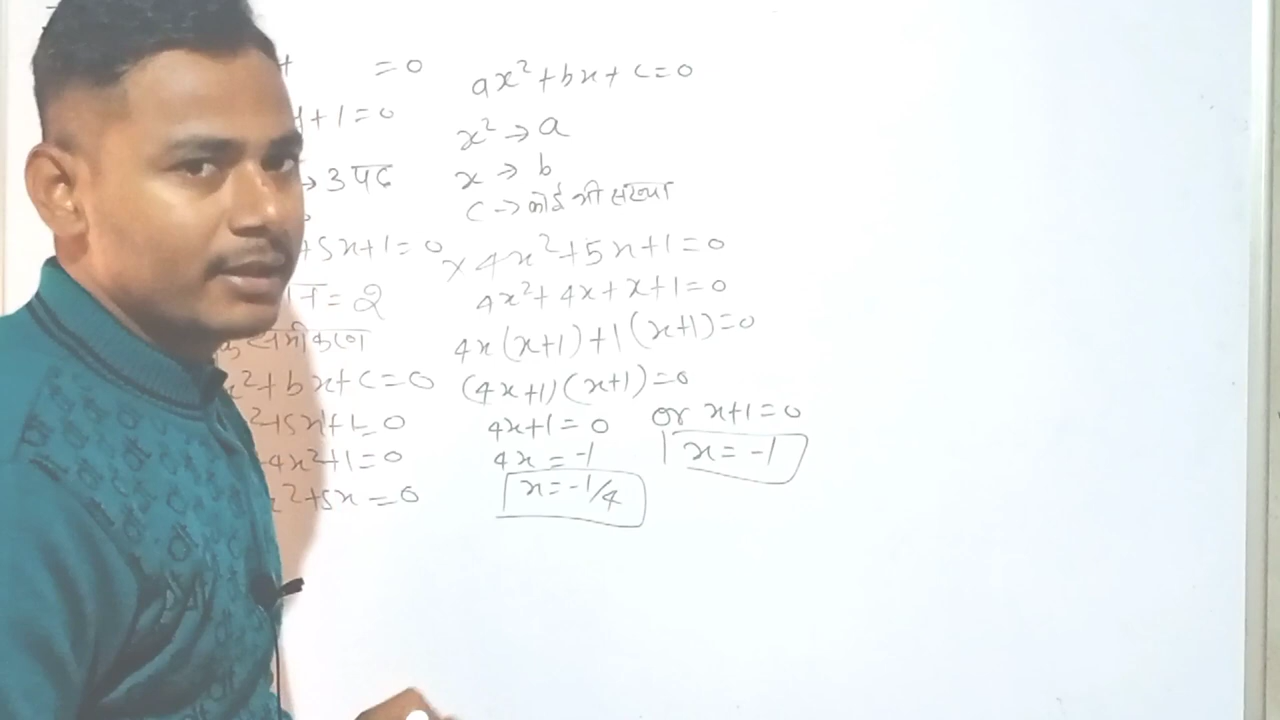 =0
+1=0
→3 पद
+5x+1=0
=2
समीकरण
x²+bx+c=0
²+5x+1=0
4x²+1=0
x²+5x=0
ax²+bx+c=0
x²→a
x→b
c→कोई भी संख्या
4x²+5x+1=0
4x²+4x+x+1=0
4x(x+1)+1(x+1)=0
(4x+1)(x+1)=0
4x+1=0 or x+1=0
4x=-1 x=-1
x=-1/4